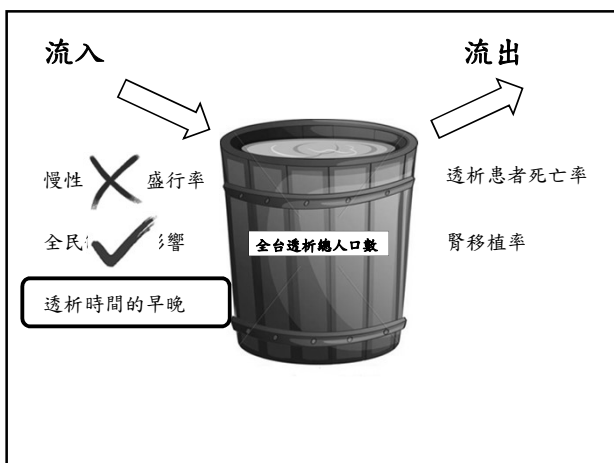 流入
流出
慢性 盛行率
透析患者死亡率
全民 影響
全台透析總人口數
腎移植率
透析時間的早晚